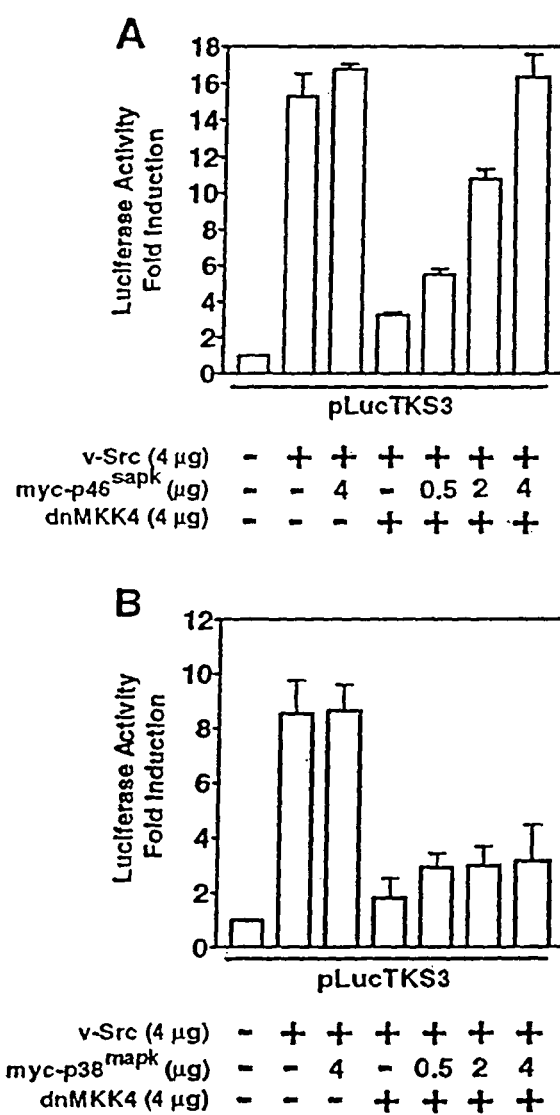 A
Luciferase Activity
Fold Induction
18
16
14
12
10
8
6
4
2
0
pLucTKS3
v-Src (4 µg) - + + + + + +
myc-p46sapk (µg) - - 4 - 0.5 2 4
dnMKK4 (4 µg) - - - + + + +
B
Luciferase Activity
Fold Induction
12
10
8
6
4
2
0
pLucTKS3
v-Src (4 µg) - + + + + + +
myc-p38mapk (µg) - - 4 - 0.5 2 4
dnMKK4 (4 µg) - - - + + + +